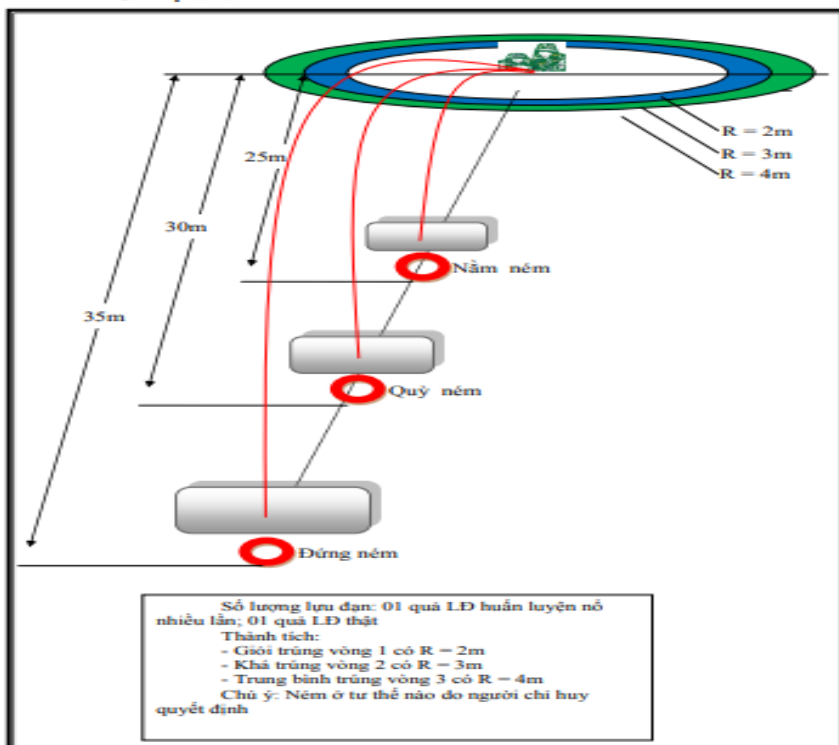 R = 2m
R = 3m
R = 4m
25m
30m
35m
Nằm ném
Quỳ ném
Đứng ném
Số lượng lựu đạn: 01 quả LĐ huấn luyện nổ
nhiều lần; 01 quả LĐ thật
Thành tích:
- Giỏi trúng vòng 1 có R = 2m
- Khá trúng vòng 2 có R = 3m
- Trung bình trúng vòng 3 có R = 4m
Chú ý: Ném ở tư thế nào do người chỉ huy
quyết định